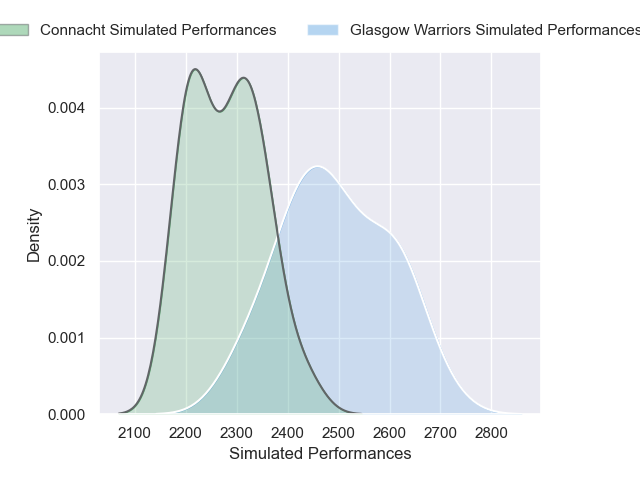 Connacht Simulated Performances
Glasgow Warriors Simulated Performances
0.004
0.003
0.002
0.001
0.000
Density
2100 2200 2300 2400 2500 2600 2700 2800
Simulated Performances